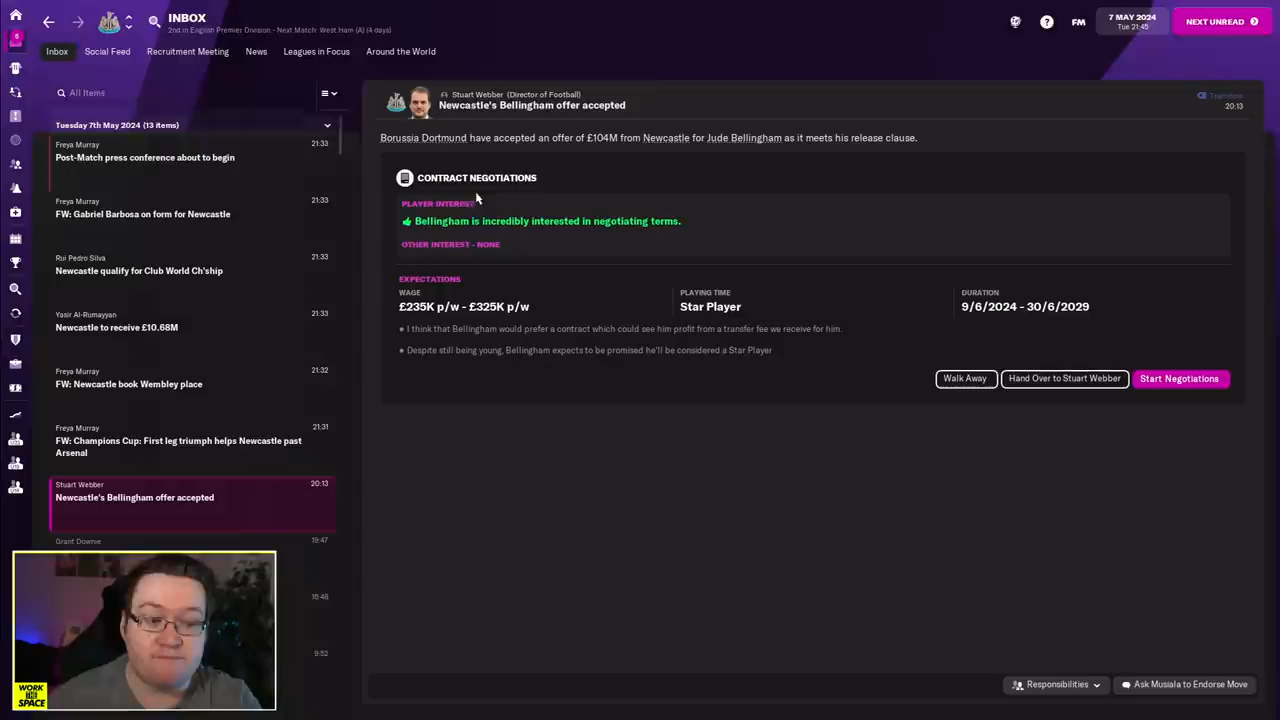 INBOX
2nd in English Premier Division - Next Match: West Ham (A) (4 days)
FM
7 MAY 2024
Tue 21:45
NEXT UNREAD
Inbox
Social Feed
Recruitment Meeting
News
Leagues in Focus
Around the World
All Items
Tuesday 7th May 2024 (13 items)
Freya Murray
21:33
Post-Match press conference about to begin
Freya Murray
21:33
FW: Gabriel Barbosa on form for Newcastle
Rui Pedro Silva
21:33
Newcastle qualify for Club World Ch'ship
Yasir Al-Rumayyan
21:33
Newcastle to receive £10.68M
Freya Murray
21:32
FW: Newcastle book Wembley place
Freya Murray
21:31
FW: Champions Cup: First leg triumph helps Newcastle past
Arsenal
Stuart Webber
20:13
Newcastle's Bellingham offer accepted
Grant Downie
19:47
16:48
9:52
Stuart Webber (Director of Football)
Newcastle's Bellingham offer accepted
Transfers
20:13
Borussia Dortmund have accepted an offer of £104M from Newcastle for Jude Bellingham as it meets his release clause.
CONTRACT NEGOTIATIONS
PLAYER INTEREST
Bellingham is incredibly interested in negotiating terms.
OTHER INTEREST - NONE
EXPECTATIONS
WAGE
£235K p/w - £325K p/w
PLAYING TIME
Star Player
DURATION
9/6/2024 - 30/6/2029
I think that Bellingham would prefer a contract which could see him profit from a transfer fee we receive for him.
Despite still being young, Bellingham expects to be promised he'll be considered a Star Player
Walk Away
Hand Over to Stuart Webber
Start Negotiations
Responsibilities
Ask Musiala to Endorse Move
WORK
THE
SPACE